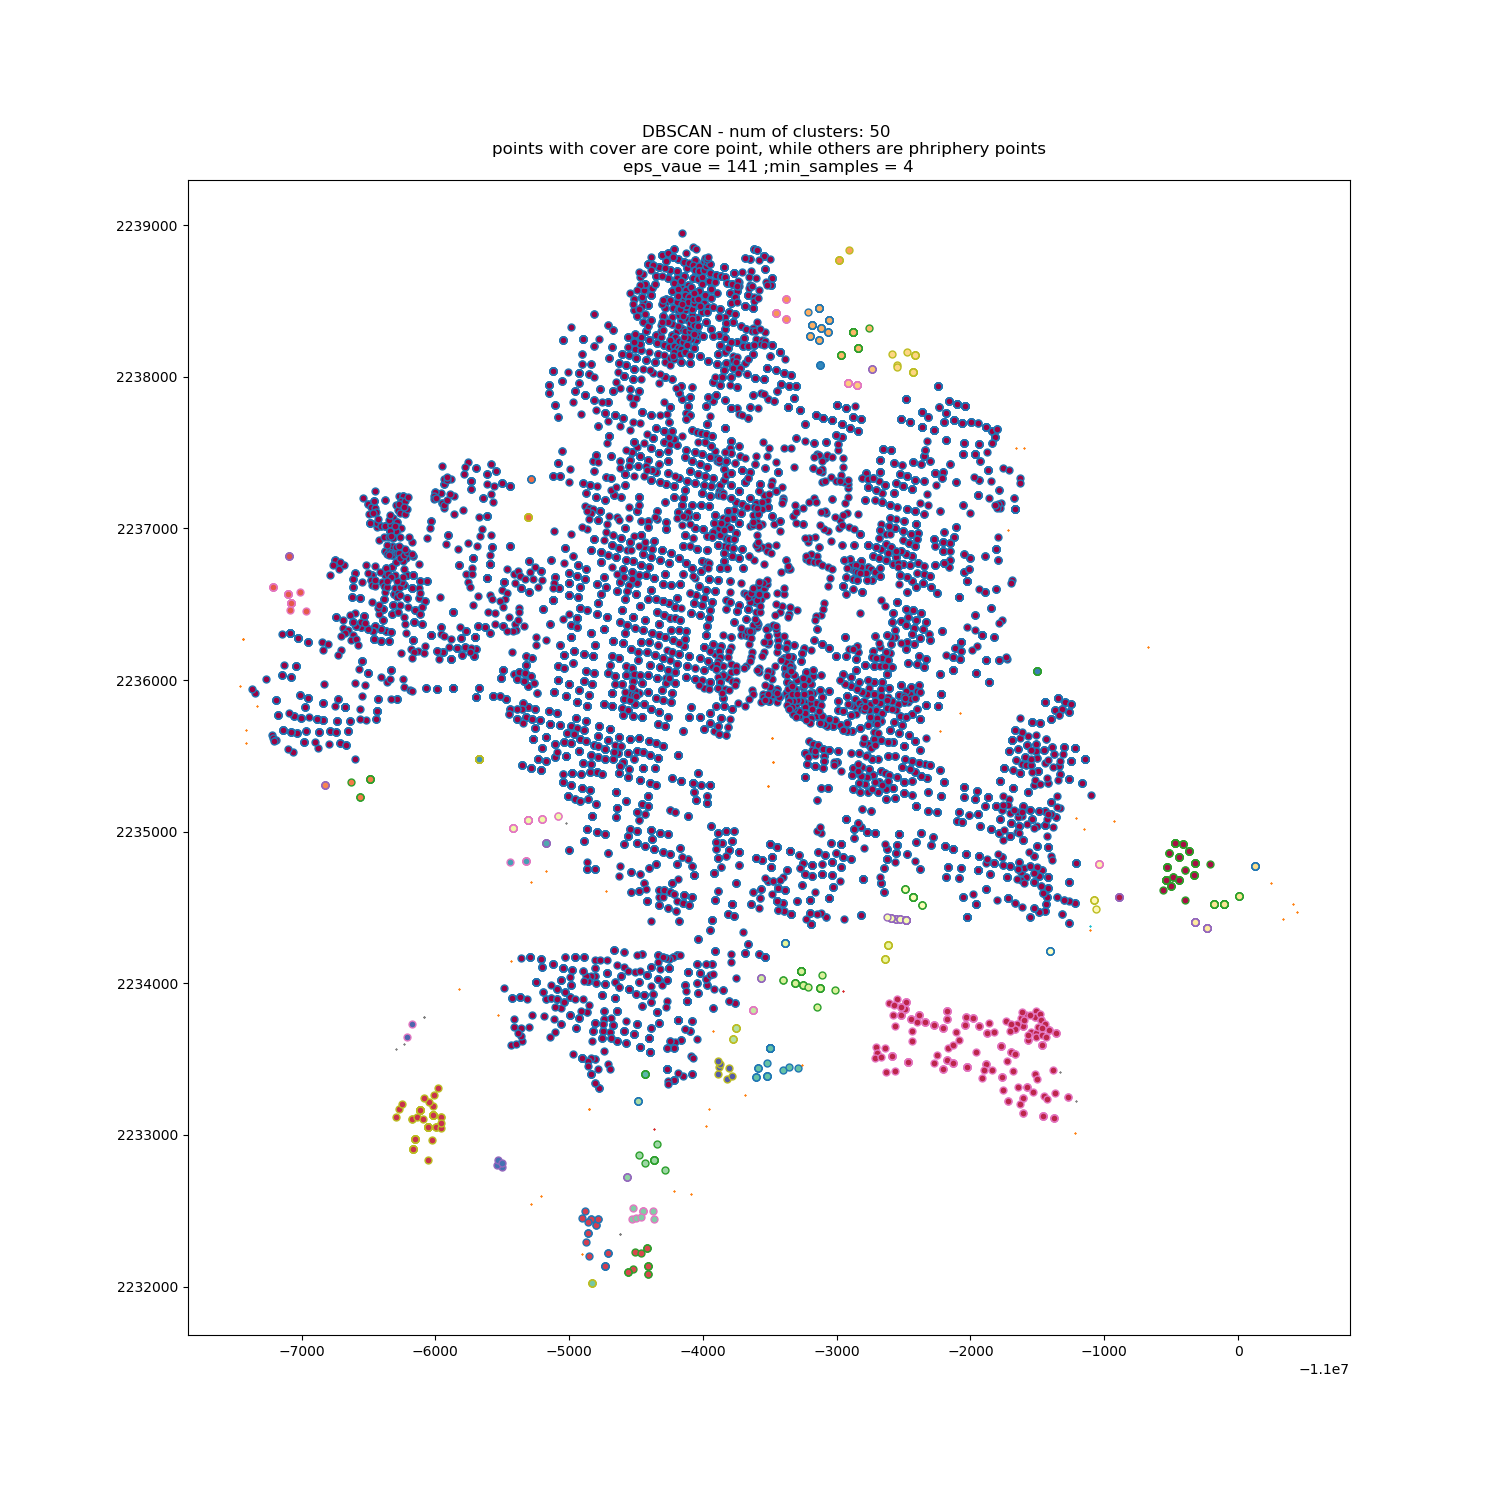 DBSCAN - num of clusters: 50
points with cover are core point, while others are phriphery points
eps_vaue = 141 ;min_samples = 4
2239000
2238000
2237000
2236000
2235000
2234000
2233000
2232000
−7000 −6000 −5000 −4000 −3000 −2000 −1000 0
−1.1e7